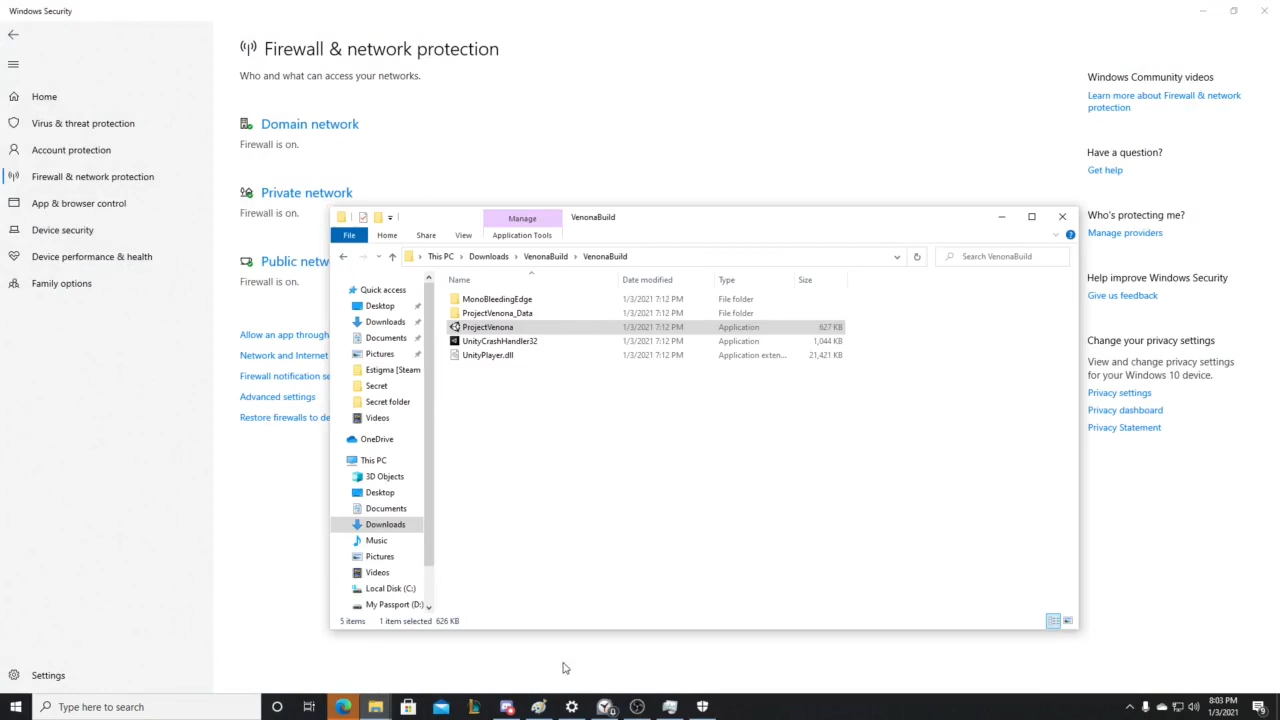 Windows Security
Firewall & network protection
Who and what can access your networks.
Home
Virus & threat protection
Account protection
Firewall & network protection
App & browser control
Device security
Device performance & health
Family options
Settings
Domain network
Firewall is on.
Private network
Firewall is on.
Public netw
Firewall is on.
Allow an app through
Network and Internet
Firewall notification se
Advanced settings
Restore firewalls to de
Manage
VenonaBuild
File
Home
Share
View
Application Tools
This PC
Downloads
VenonaBuild
VenonaBuild
Search VenonaBuild
Quick access
Desktop
Downloads
Documents
Pictures
Estigma [Steam
Secret
Secret folder
Videos
OneDrive
This PC
3D Objects
Desktop
Documents
Downloads
Music
Pictures
Videos
Local Disk (C:)
My Passport (D:)
Name Date modified Type Size
MonoBleedingEdge 1/3/2021 7:12 PM File folder
ProjectVenona_Data 1/3/2021 7:12 PM File folder
ProjectVenona 1/3/2021 7:12 PM Application 627 KB
UnityCrashHandler32 1/3/2021 7:12 PM Application 1,044 KB
UnityPlayer.dll 1/3/2021 7:12 PM Application exten... 21,421 KB
5 items 1 item selected 626 KB
Windows Community videos
Learn more about Firewall & network
protection
Have a question?
Get help
Who's protecting me?
Manage providers
Help improve Windows Security
Give us feedback
Change your privacy settings
View and change privacy settings
for your Windows 10 device.
Privacy settings
Privacy dashboard
Privacy Statement
Type here to search
8:03 PM
1/3/2021